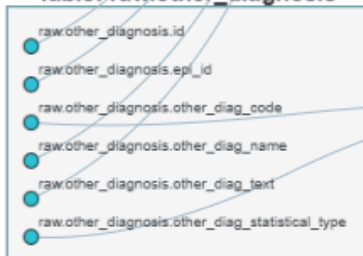 raw.other_diagnosis.id
raw.other_diagnosis.epi_id
raw.other_diagnosis.other_diag_code
raw.other_diagnosis.other_diag_name
raw.other_diagnosis.other_diag_text
raw.other_diagnosis.other_diag_statistical_type